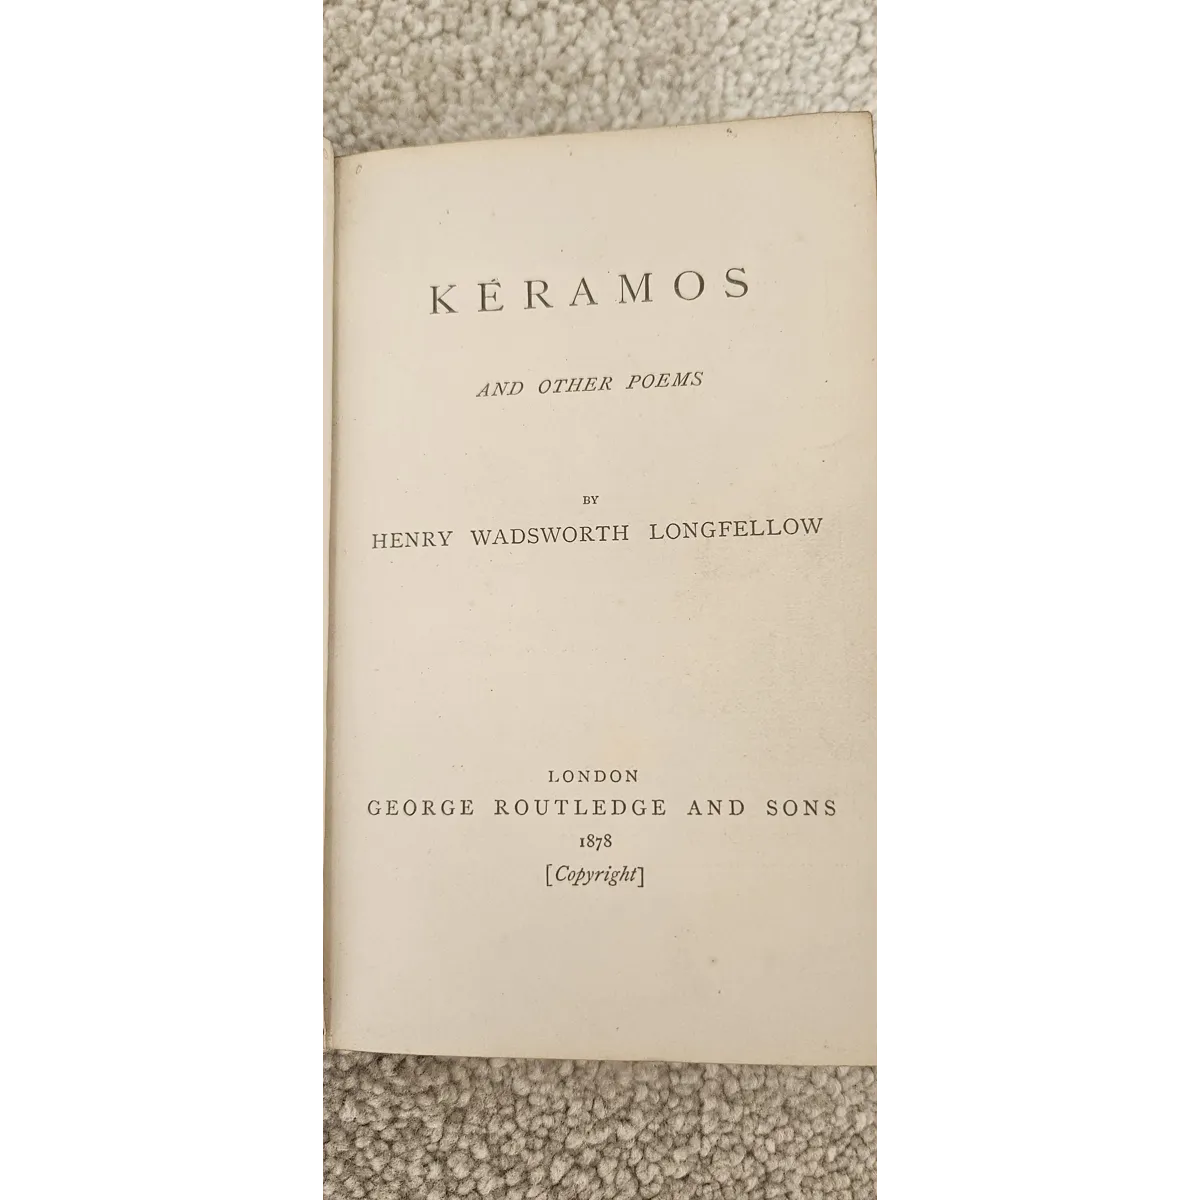 KÉRAMOS
AND OTHER POEMS
BY
HENRY WADSWORTH LONGFELLOW
LONDON
GEORGE ROUTLEDGE AND SONS
1878
[Copyright]